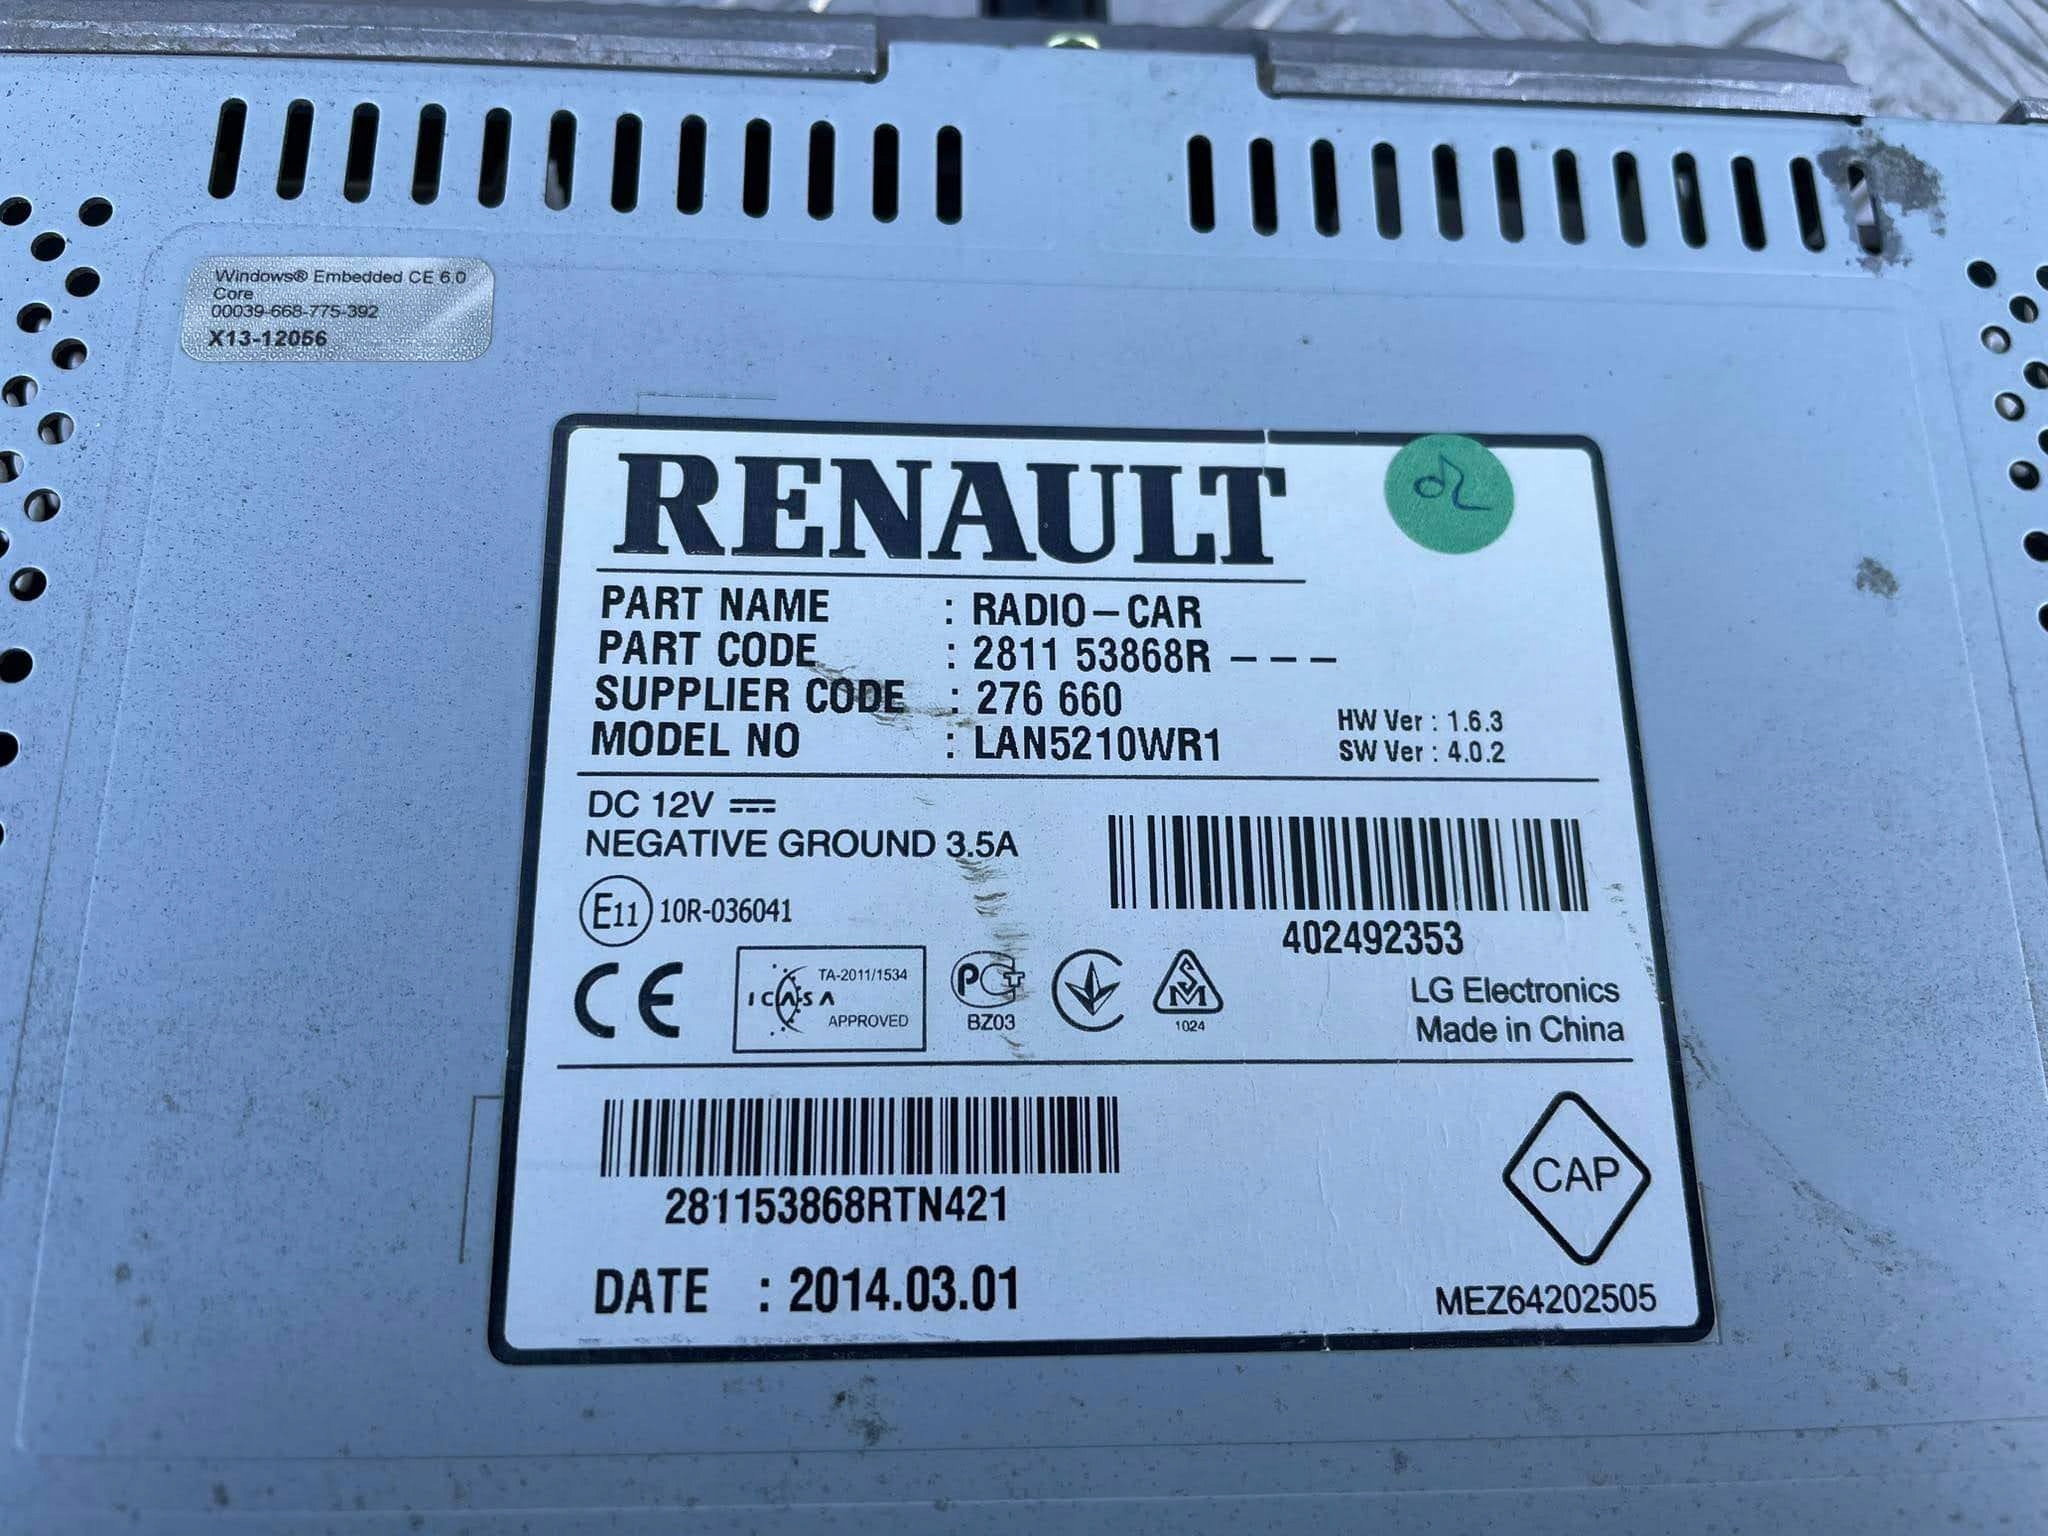 Windows® Embedded CE 6.0
Core
00039-668-775-392
X13-12056
RENAULT
PART NAME : RADIO-CAR
PART CODE : 2811 53868R ---
SUPPLIER CODE : 276 660
MODEL NO : LAN5210WR1
HW Ver : 1.6.3
SW Ver : 4.0.2
DC 12V
NEGATIVE GROUND 3.5A
E11 10R-036041
402492353
CE
TA-2011/1534
ICASA
APPROVED
PCT
BZ03
SM
1024
LG Electronics
Made in China
281153868RTN421
CAP
DATE : 2014.03.01
MEZ64202505